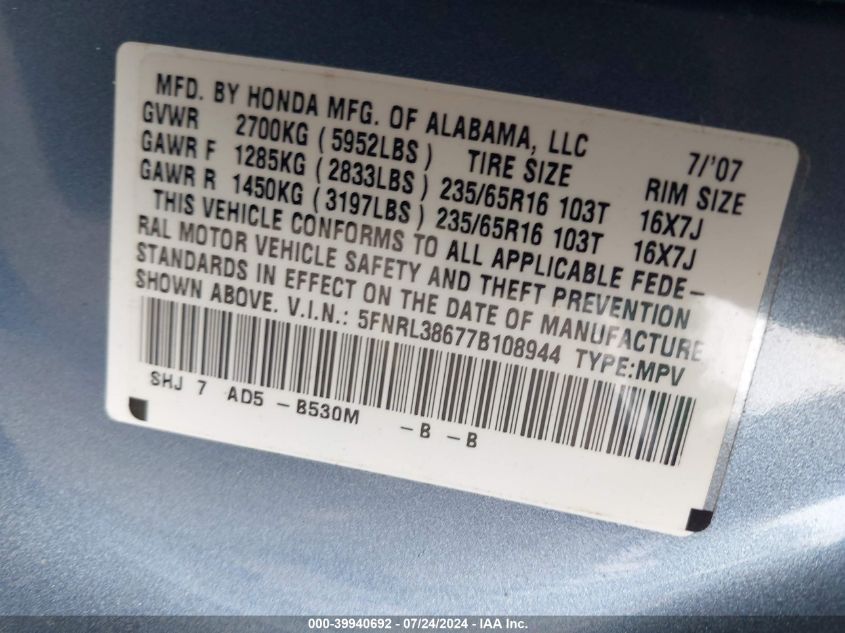 MFD. BY HONDA MFG. OF ALABAMA, LLC 7/'07
GVWR 2700KG (5952LBS) TIRE SIZE RIM SIZE
GAWR F 1285KG (2833LBS) 235/65R16 103T 16X7J
GAWR R 1450KG (3197LBS) 235/65R16 103T 16X7J
THIS VEHICLE CONFORMS TO ALL APPLICABLE FEDE-
RAL MOTOR VEHICLE SAFETY AND THEFT PREVENTION
STANDARDS IN EFFECT ON THE DATE OF MANUFACTURE
SHOWN ABOVE. V.I.N.: 5FNRL38677B108944 TYPE:MPV
SHJ 7 AD5 -B530M -B -B
000-39940692 - 07/24/2024 - IAA Inc.